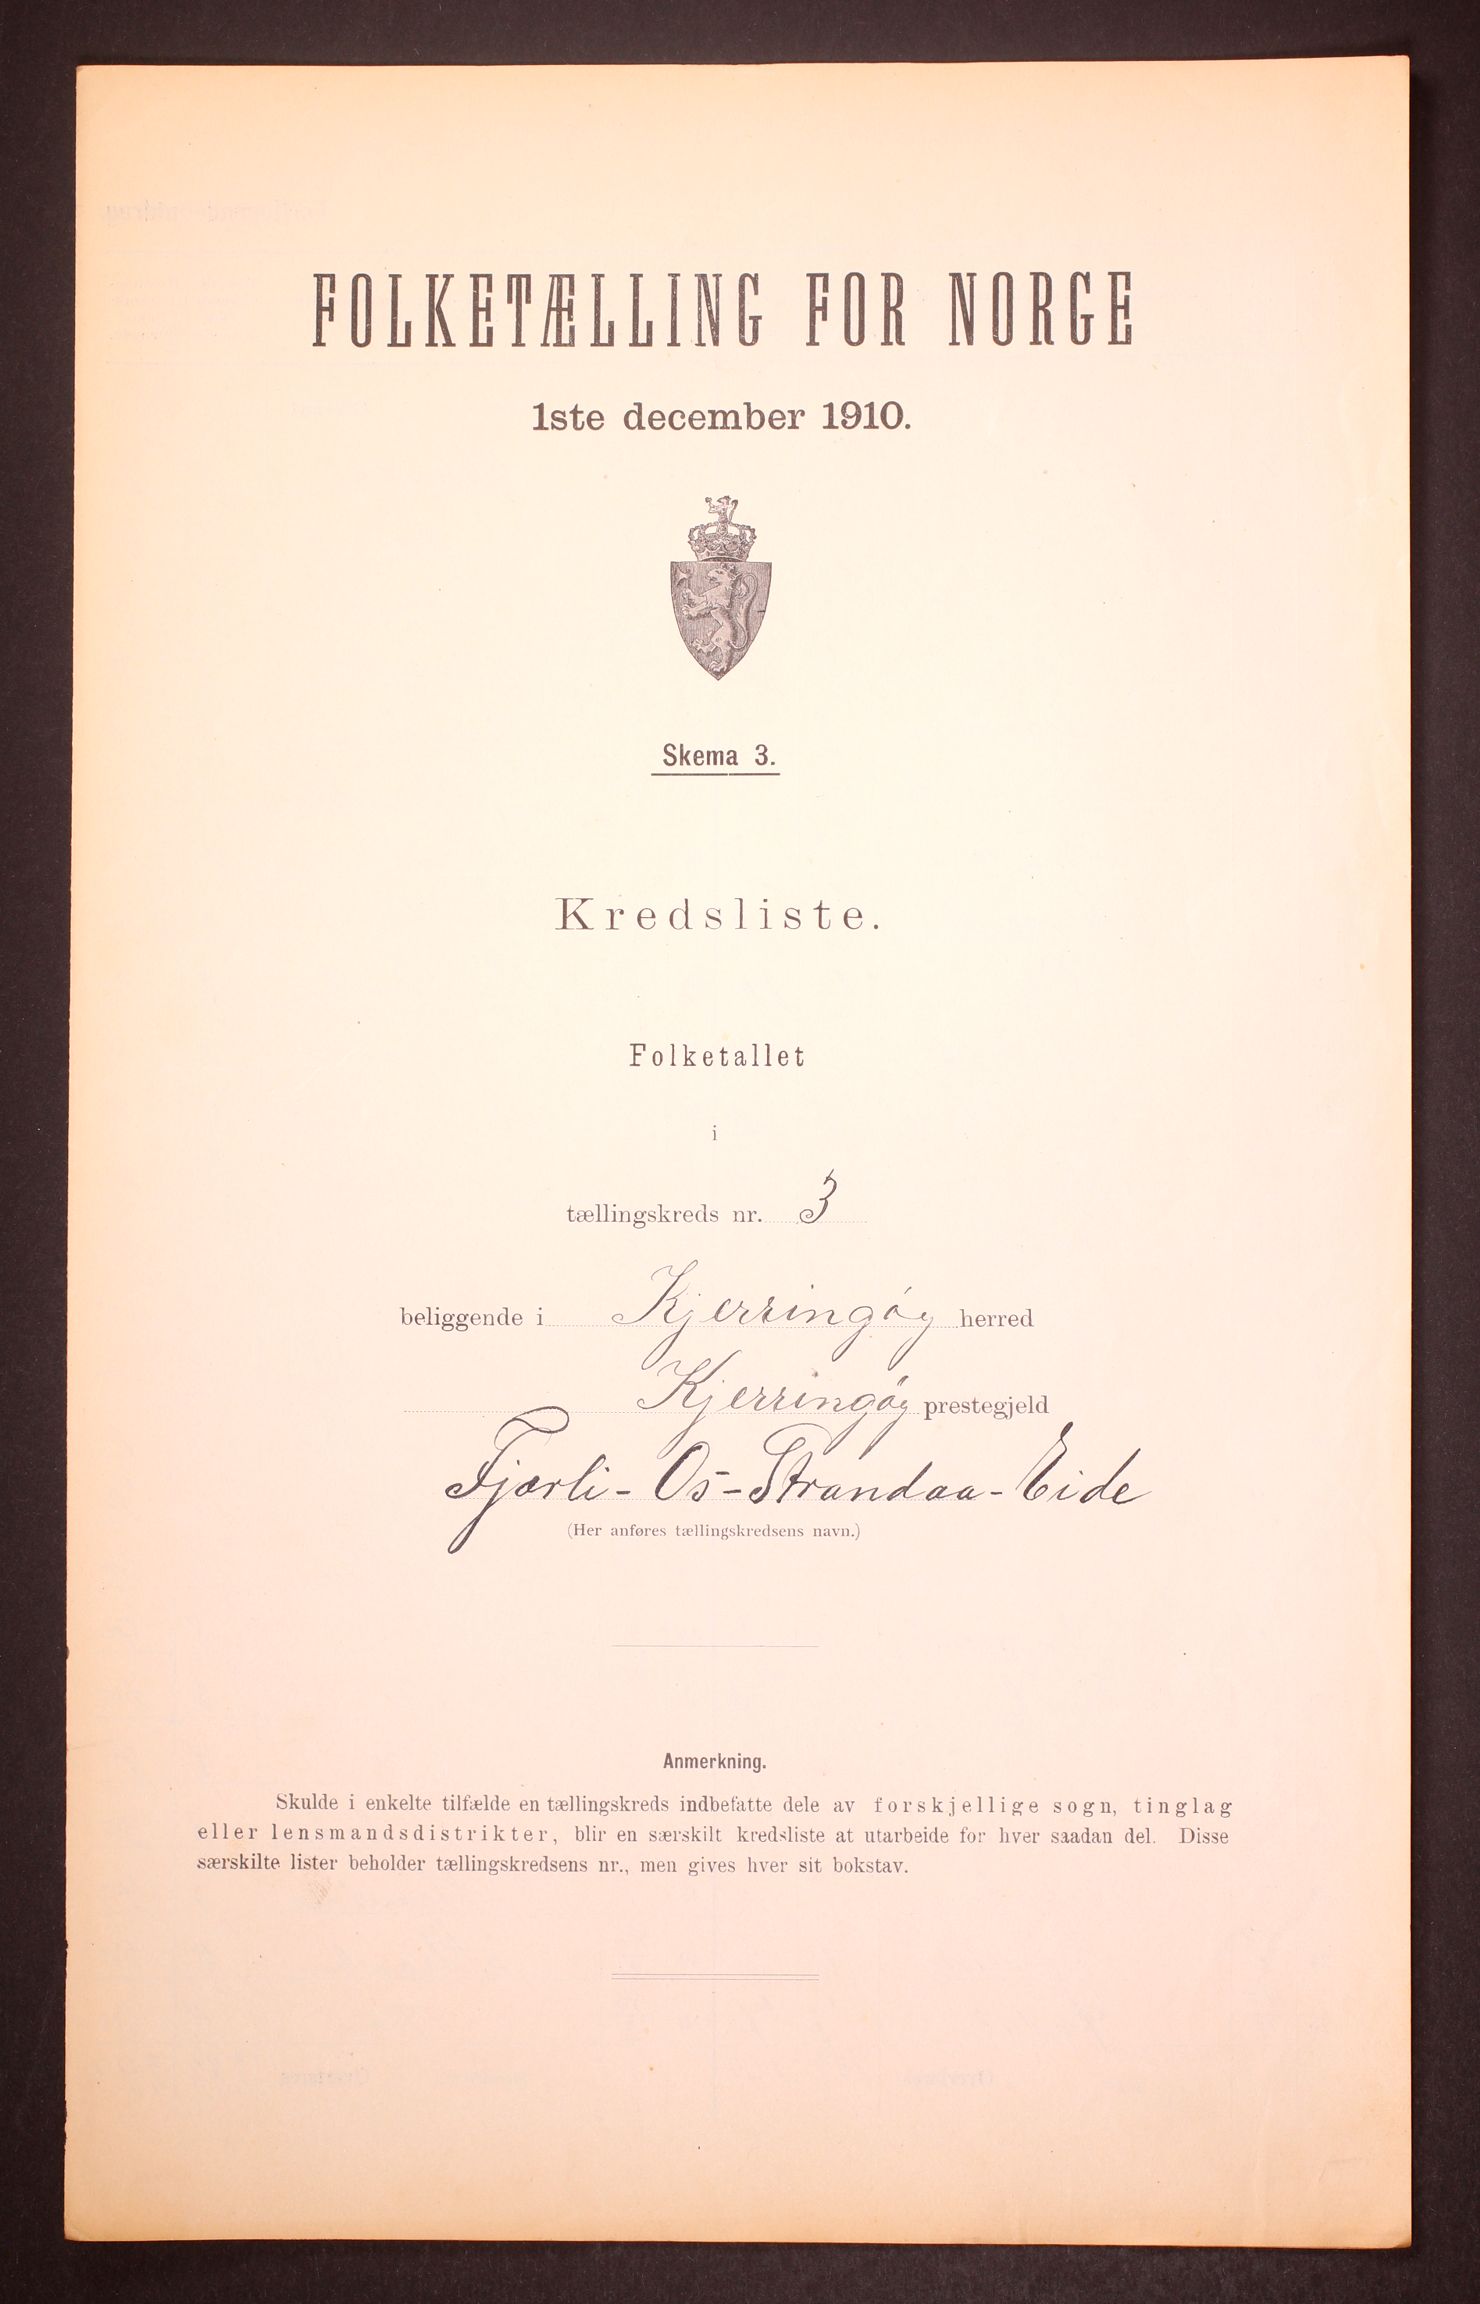 FOLKETÆLLING FOR NORGE
1ste december 1910.
Skema 3.
Kredsliste.
Folketallet
i
tællingskreds nr. 3
beliggende i Kjerringøy herred
Kjerringøy prestegjeld
Fjærli - Os - Strandaa - Eide
(Her anføres tællingskredsens navn.)
Anmerkning.
Skulde i enkelte tilfælde en tællingskreds indbefatte dele av forskjellige sogn, tinglag
eller lensmandsdistrikter, blir en særskilt kredsliste at utarbeide for hver saadan del. Disse
særskilte lister beholder tællingskredsens nr., men gives hver sit bokstav.